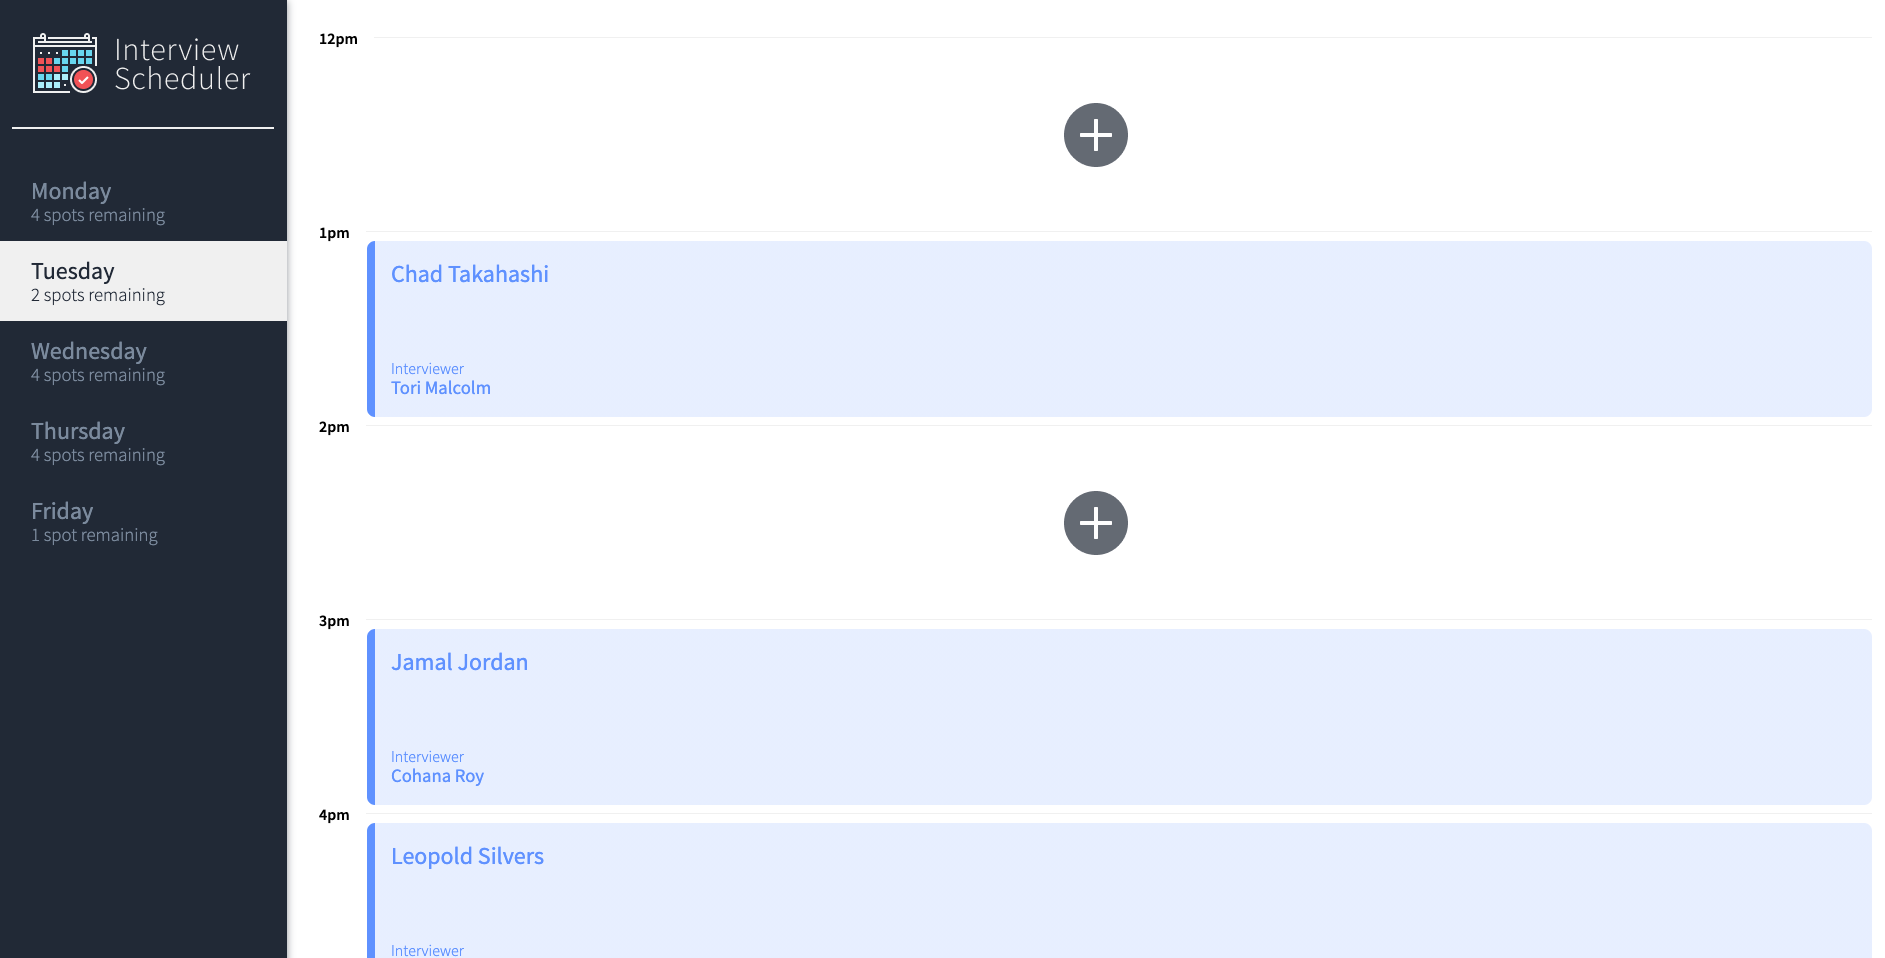 Interview
Scheduler
Monday
4 spots remaining
Tuesday
2 spots remaining
Wednesday
4 spots remaining
Thursday
4 spots remaining
Friday
1 spot remaining
12pm
1pm
Chad Takahashi
Interviewer
Tori Malcolm
2pm
3pm
Jamal Jordan
Interviewer
Cohana Roy
4pm
Leopold Silvers
Interviewer